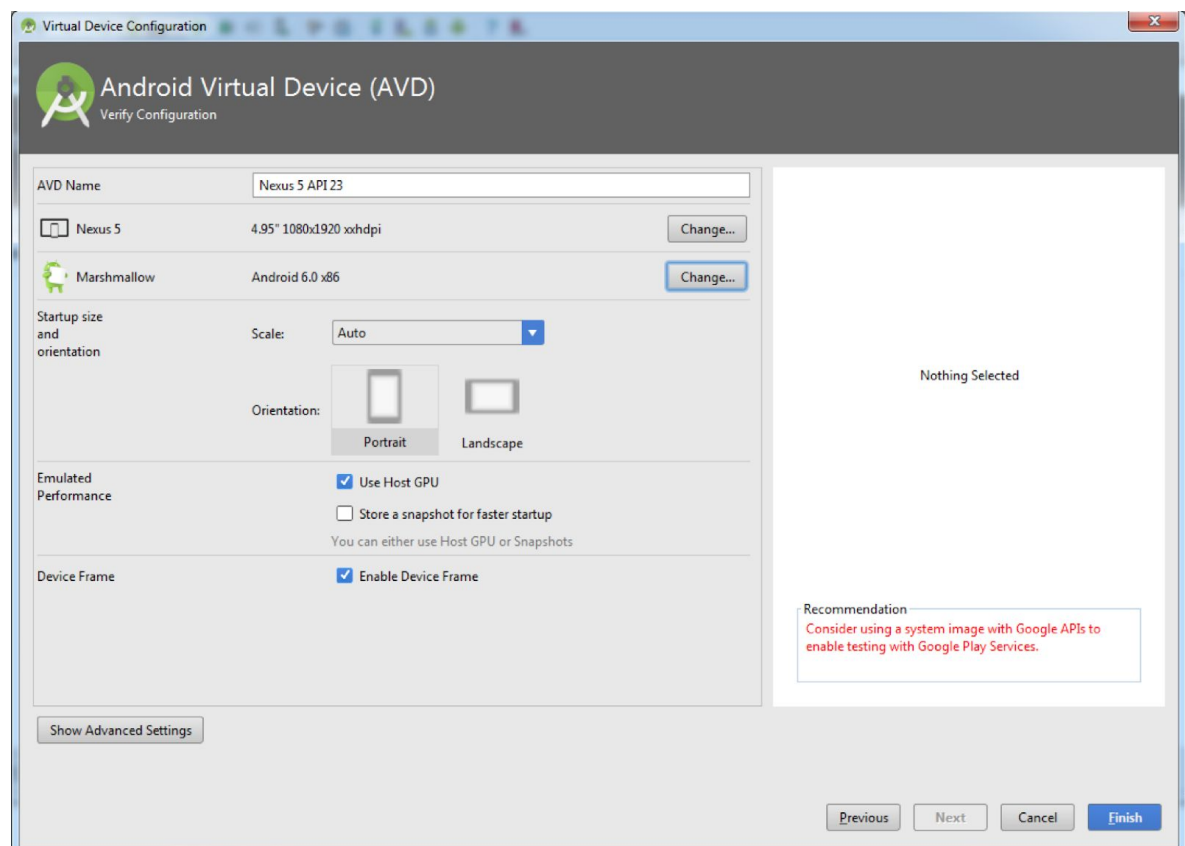 Virtual Device Configuration
Android Virtual Device (AVD)
Verify Configuration
AVD Name
Nexus 5 API 23
Nexus 5
4.95" 1080x1920 xxhdpi
Change...
Marshmallow
Android 6.0 x86
Change...
Startup size
and
orientation
Scale:
Auto
Orientation:
Portrait
Landscape
Emulated
Performance
Use Host GPU
Store a snapshot for faster startup
You can either use Host GPU or Snapshots
Device Frame
Enable Device Frame
Nothing Selected
Recommendation
Consider using a system image with Google APIs to
enable testing with Google Play Services.
Show Advanced Settings
Previous
Next
Cancel
Finish